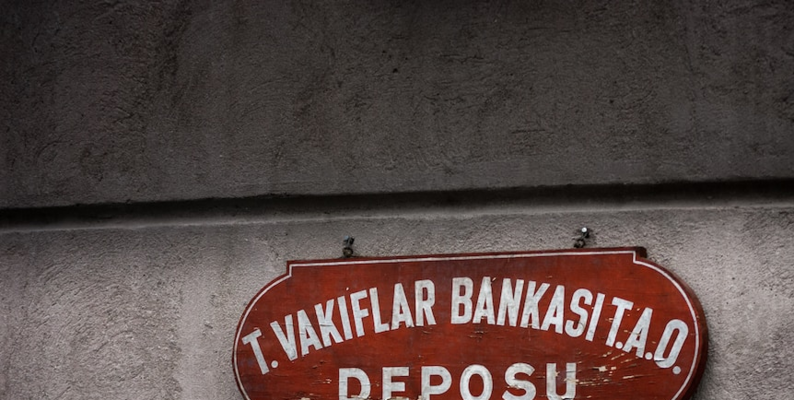 T. VAKIFLAR BANKASI T.A.O.
DEPOSU